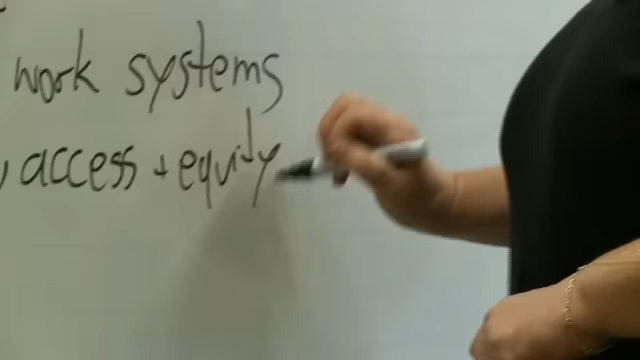 work systems
, access + equity